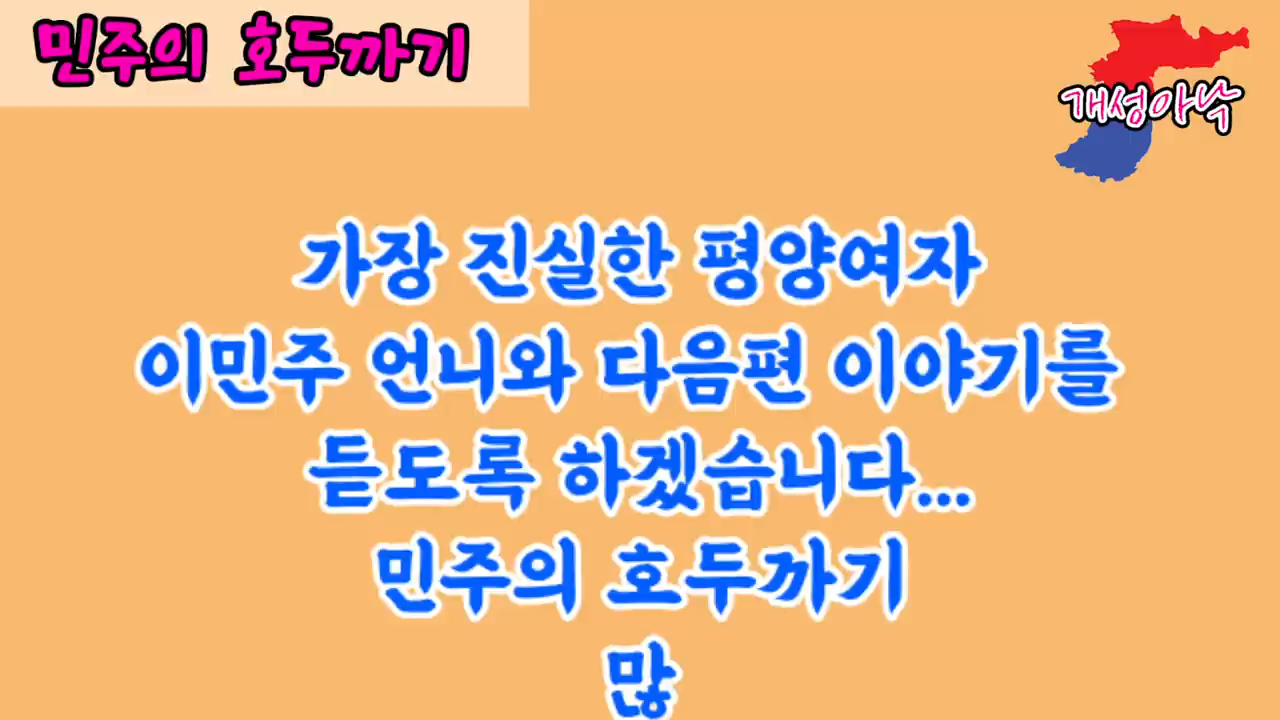 민주의 호두까기
개성아낙
가장 진실한 평양여자
이민주 언니와 다음편 이야기를
듣도록 하겠습니다...
민주의 호두까기
많